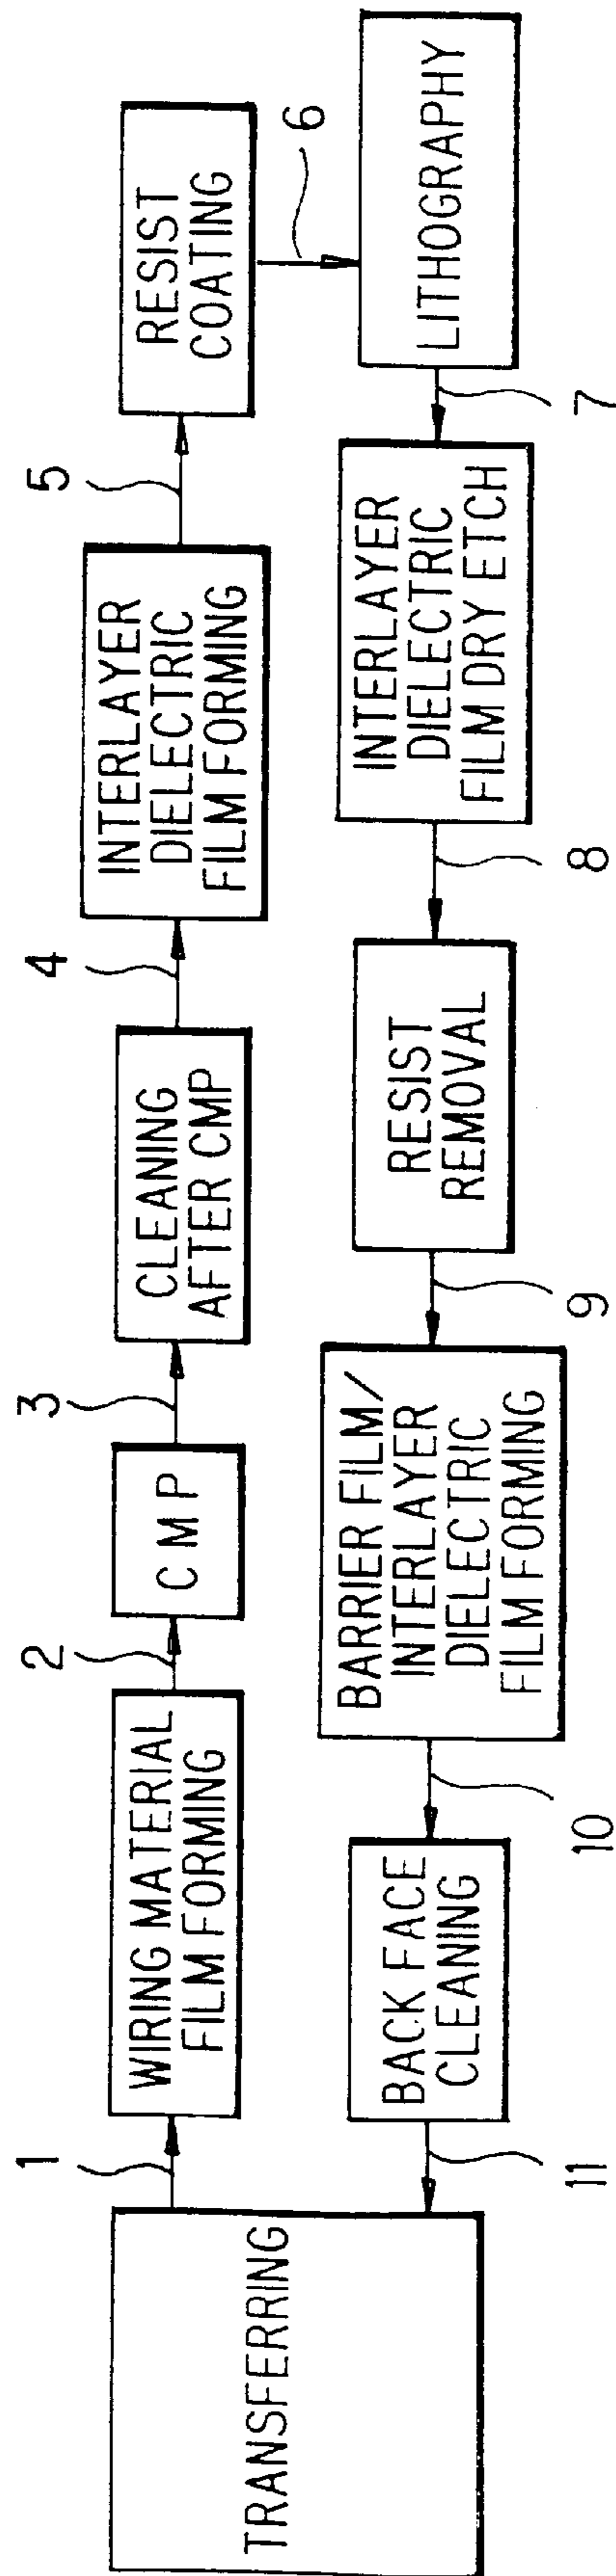 TRANSFERRING
1
WIRING MATERIAL
FILM FORMING
2
CMP
3
CLEANING
AFTER CMP
4
INTERLAYER
DIELECTRIC
FILM FORMING
5
RESIST
COATING
6
LITHOGRAPHY
7
INTERLAYER
DIELECTRIC
FILM DRY ETCH
8
RESIST
REMOVAL
9
BARRIER FILM/
INTERLAYER
DIELECTRIC
FILM FORMING
10
BACK FACE
CLEANING
11